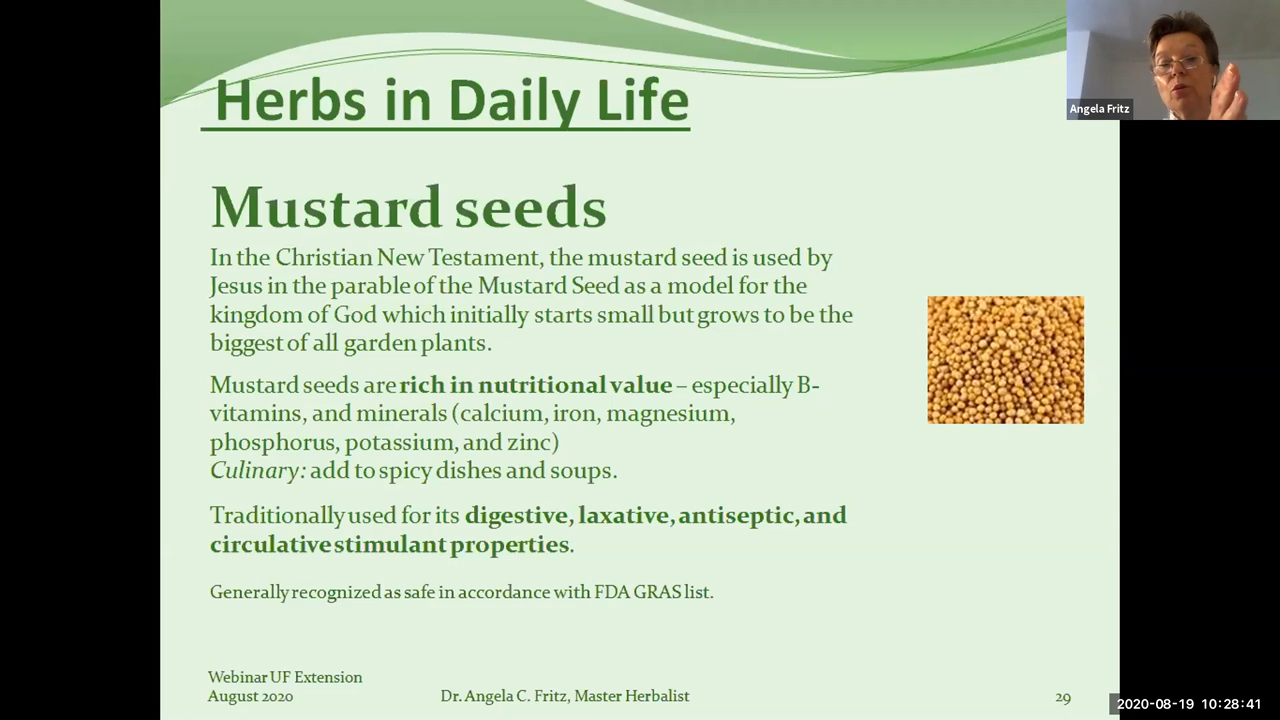 Herbs in Daily Life
Angela Fritz
Mustard seeds
In the Christian New Testament, the mustard seed is used by
Jesus in the parable of the Mustard Seed as a model for the
kingdom of God which initially starts small but grows to be the
biggest of all garden plants.
Mustard seeds are rich in nutritional value – especially B-
vitamins, and minerals (calcium, iron, magnesium,
phosphorus, potassium, and zinc)
Culinary: add to spicy dishes and soups.
Traditionally used for its digestive, laxative, antiseptic, and
circulative stimulant properties.
Generally recognized as safe in accordance with FDA GRAS list.
Webinar UF Extension
August 2020
Dr. Angela C. Fritz, Master Herbalist
29
2020-08-19 10:28:41